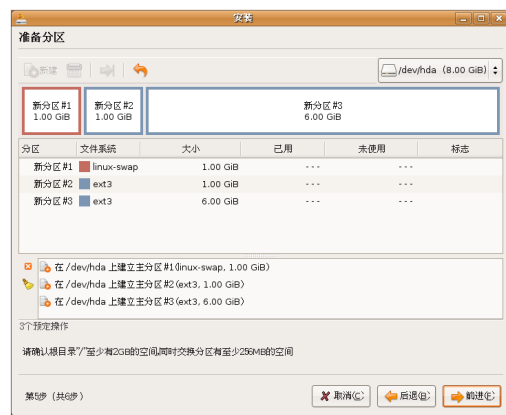 安装
准备分区
新建
/dev/hda (8.00 GiB)
新分区#1 新分区#2 新分区#3
1.00 GiB 1.00 GiB 6.00 GiB
分区 文件系统 大小 已用 未使用 标志
新分区#1 linux-swap 1.00 GiB --- ---
新分区#2 ext3 1.00 GiB --- ---
新分区#3 ext3 6.00 GiB --- ---
在 /dev/hda 上建立主分区#1(linux-swap, 1.00 GiB)
在 /dev/hda 上建立主分区#2(ext3, 1.00 GiB)
在 /dev/hda 上建立主分区#3(ext3, 6.00 GiB)
3个预定操作
请确认根目录"/"至少有2GB的空间,同时交换分区有至少256MB的空间
第5步 (共6步)
取消(C) 后退(B) 前进(F)